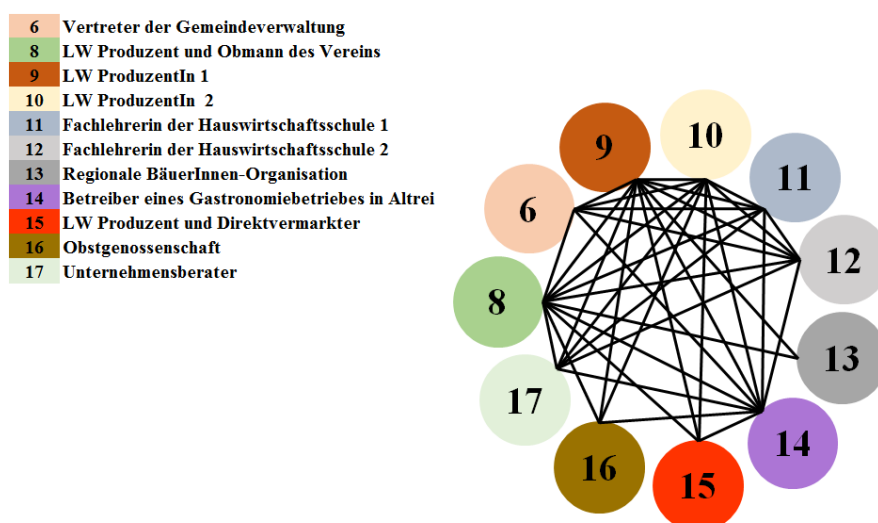 6 Vertreter der Gemeindeverwaltung
8 LW Produzent und Obmann des Vereins
9 LW ProduzentIn 1
10 LW ProduzentIn 2
11 Fachlehrerin der Hauswirtschaftsschule 1
12 Fachlehrerin der Hauswirtschaftsschule 2
13 Regionale BäuerInnen-Organisation
14 Betreiber eines Gastronomiebetriebes in Altrei
15 LW Produzent und Direktvermarkter
16 Obstgenossenschaft
17 Unternehmensberater
10
9
11
6
12
8
13
17
14
16
15